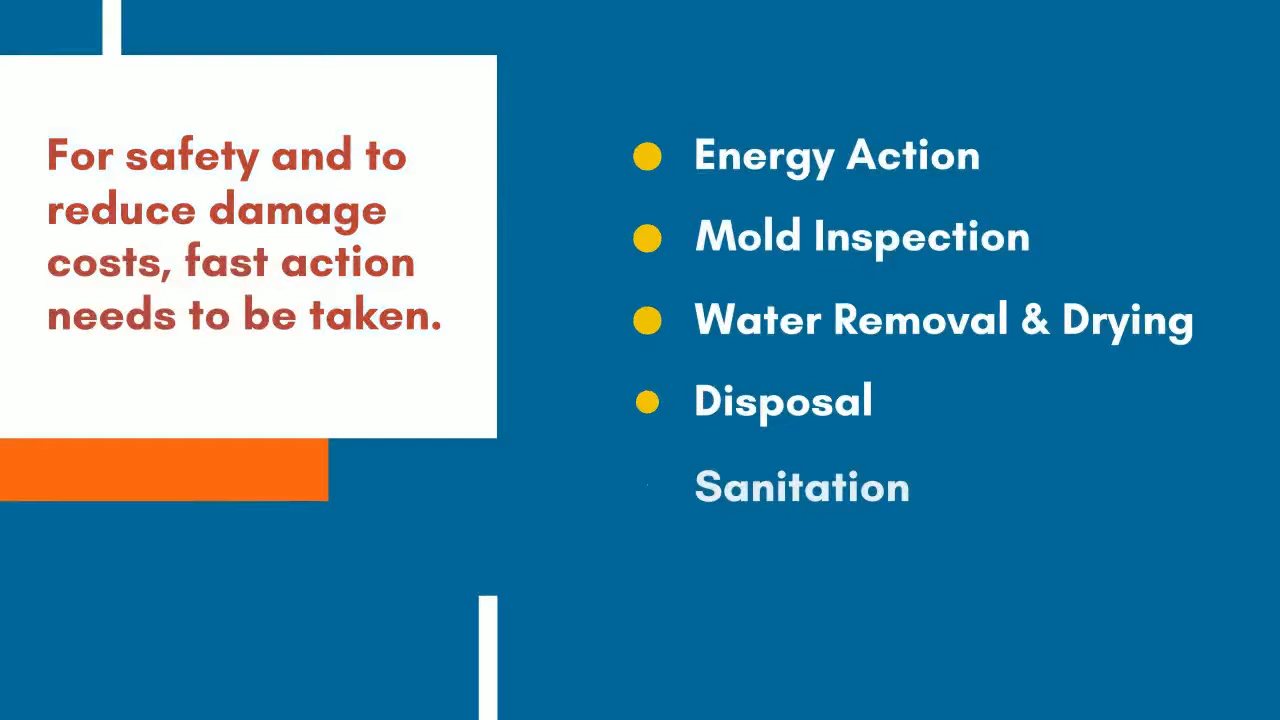 For safety and to
reduce damage
costs, fast action
needs to be taken.
Energy Action
Mold Inspection
Water Removal & Drying
Disposal
Sanitation